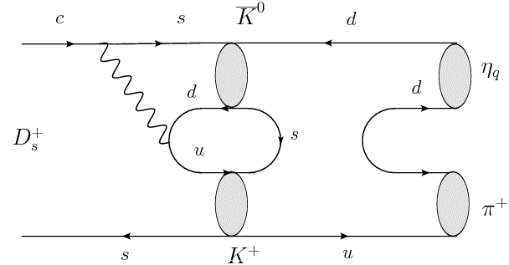 c s K̅⁰ d
η_q
d d
D_s⁺ u s
π⁺
s K⁺ u